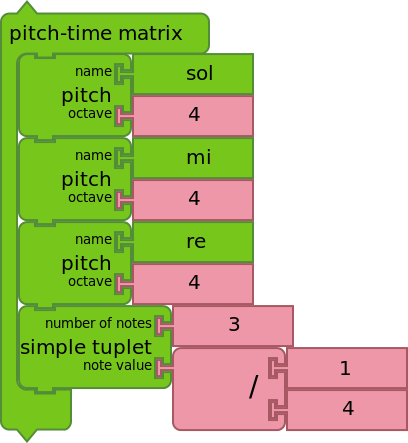 pitch-time matrix
name sol
pitch
octave 4
name mi
pitch
octave 4
name re
pitch
octave 4
number of notes 3
simple tuplet
note value / 1
4